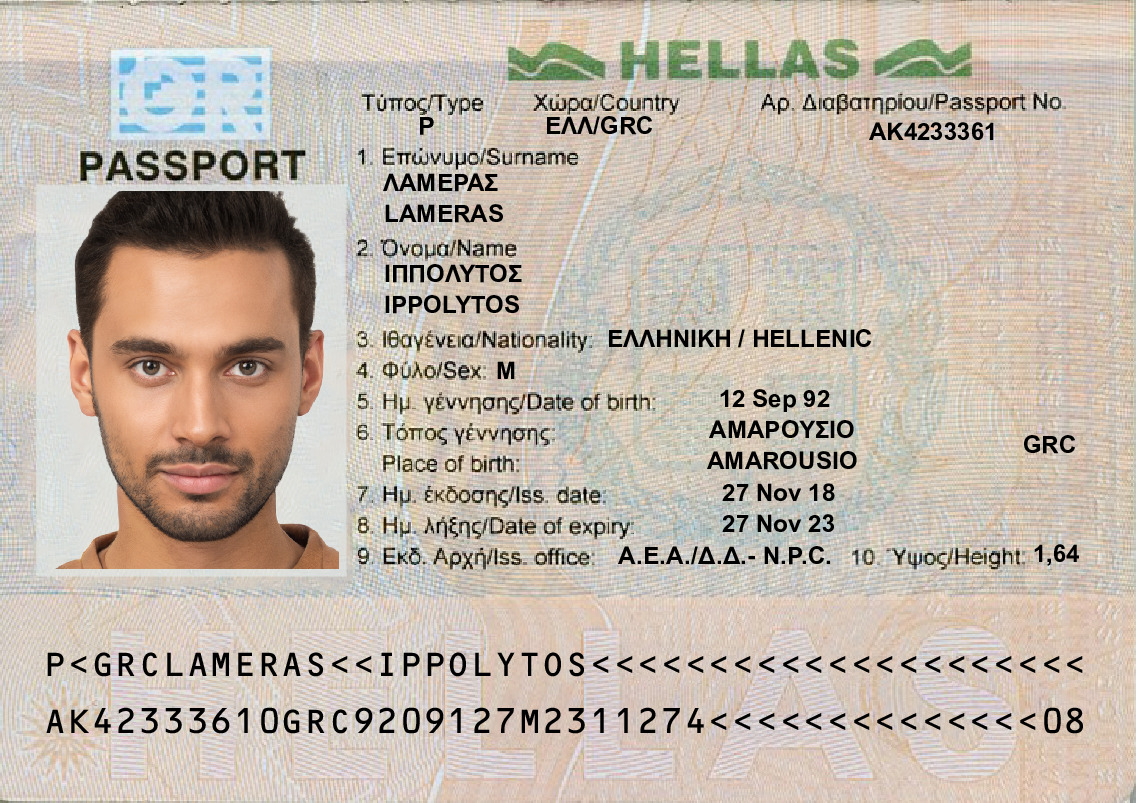 GR
HELLAS
PASSPORT
Τύπος/Type Χώρα/Country Αρ. Διαβατηρίου/Passport No.
P ΕΛΛ/GRC AK4233361
1. Επώνυμο/Surname
ΛΑΜΕΡΑΣ
LAMERAS
2. Όνομα/Name
ΙΠΠΟΛΥΤΟΣ
IPPOLYTOS
3. Ιθαγένεια/Nationality: ΕΛΛΗΝΙΚΗ / HELLENIC
4. Φύλο/Sex: M
5. Ημ. γέννησης/Date of birth: 12 Sep 92
6. Τόπος γέννησης: ΑΜΑΡΟΥΣΙΟ
Place of birth: AMAROUSIO GRC
7. Ημ. έκδοσης/Iss. date: 27 Nov 18
8. Ημ. λήξης/Date of expiry: 27 Nov 23
9. Εκδ. Αρχή/Iss. office: Α.Ε.Α./Δ.Δ.- N.P.C. 10. Ύψος/Height: 1,64
HELLAS
P<GRCLAMERAS<<IPPOLYTOS<<<<<<<<<<<<<<<<<<<<<
AK42333610GRC9209127M2311274<<<<<<<<<<<<<<08